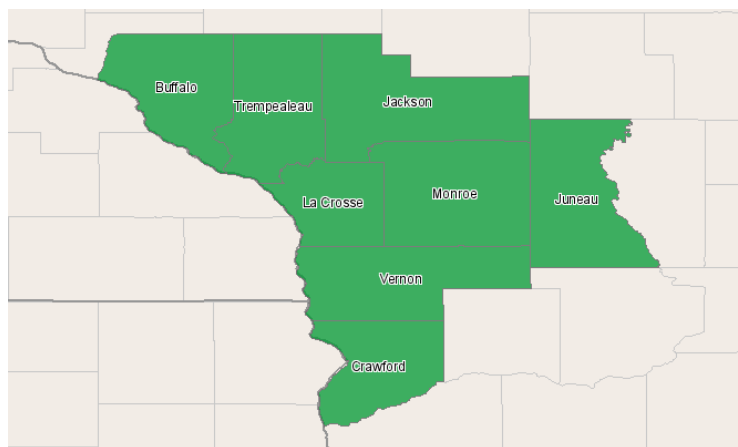 Buffalo
Trempealeau
Jackson
La Crosse
Monroe
Juneau
Vernon
Crawford